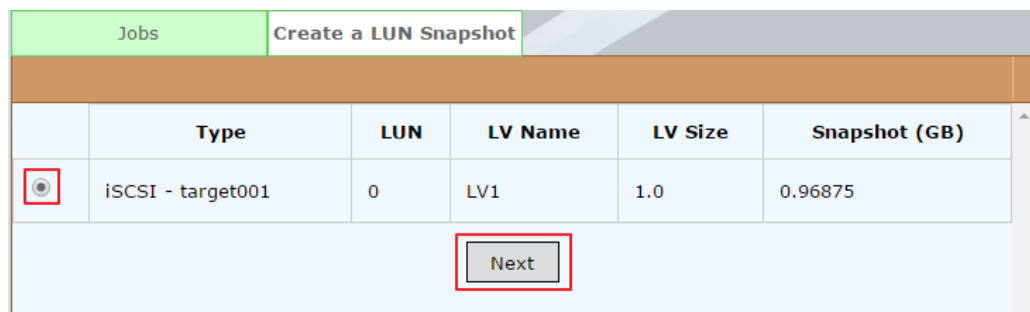 Jobs Create a LUN Snapshot
Type LUN LV Name LV Size Snapshot (GB)
iSCSI - target001 0 LV1 1.0 0.96875
Next